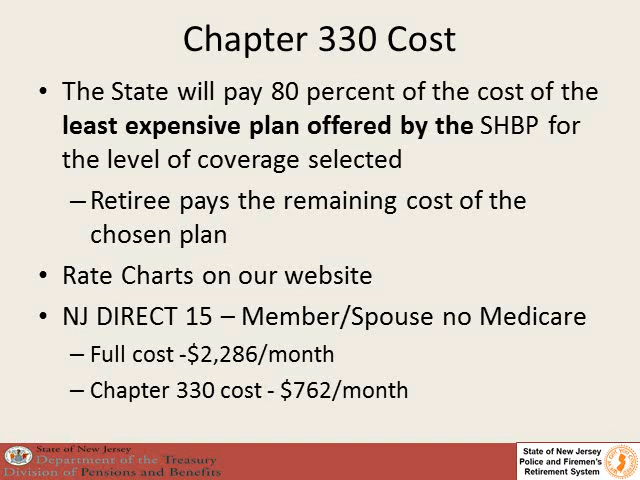 Chapter 330 Cost
• The State will pay 80 percent of the cost of the
least expensive plan offered by the SHBP for
the level of coverage selected
– Retiree pays the remaining cost of the
chosen plan
• Rate Charts on our website
• NJ DIRECT 15 – Member/Spouse no Medicare
– Full cost -$2,286/month
– Chapter 330 cost - $762/month
State of New Jersey
Department of the Treasury
Division of Pensions and Benefits
State of New Jersey
Police and Firemen's
Retirement System